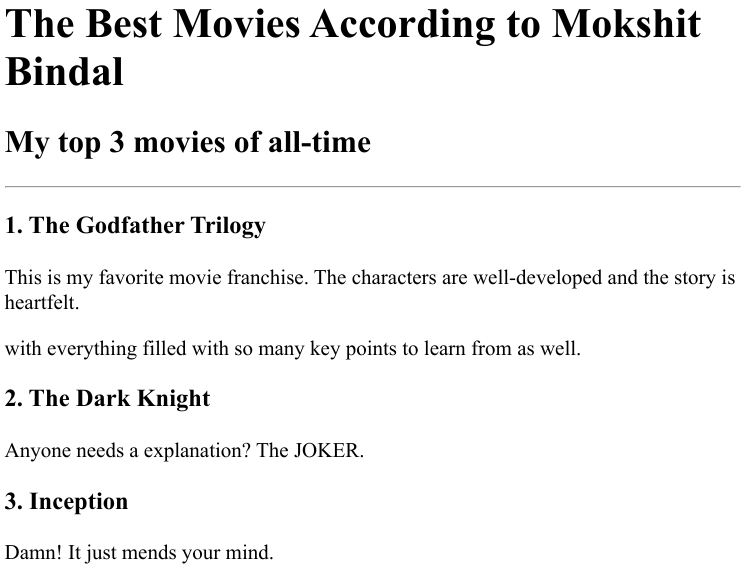 The Best Movies According to Mokshit
Bindal
My top 3 movies of all-time
1. The Godfather Trilogy
This is my favorite movie franchise. The characters are well-developed and the story is
heartfelt.
with everything filled with so many key points to learn from as well.
2. The Dark Knight
Anyone needs a explanation? The JOKER.
3. Inception
Damn! It just mends your mind.